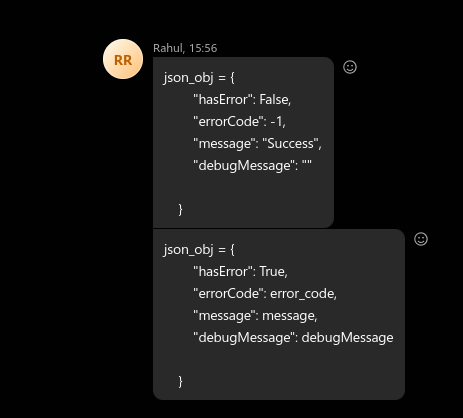 RR
Rahul, 15:56
json_obj = {
"hasError": False,
"errorCode": -1,
"message": "Success",
"debugMessage": ""
}
json_obj = {
"hasError": True,
"errorCode": error_code,
"message": message,
"debugMessage": debugMessage
}